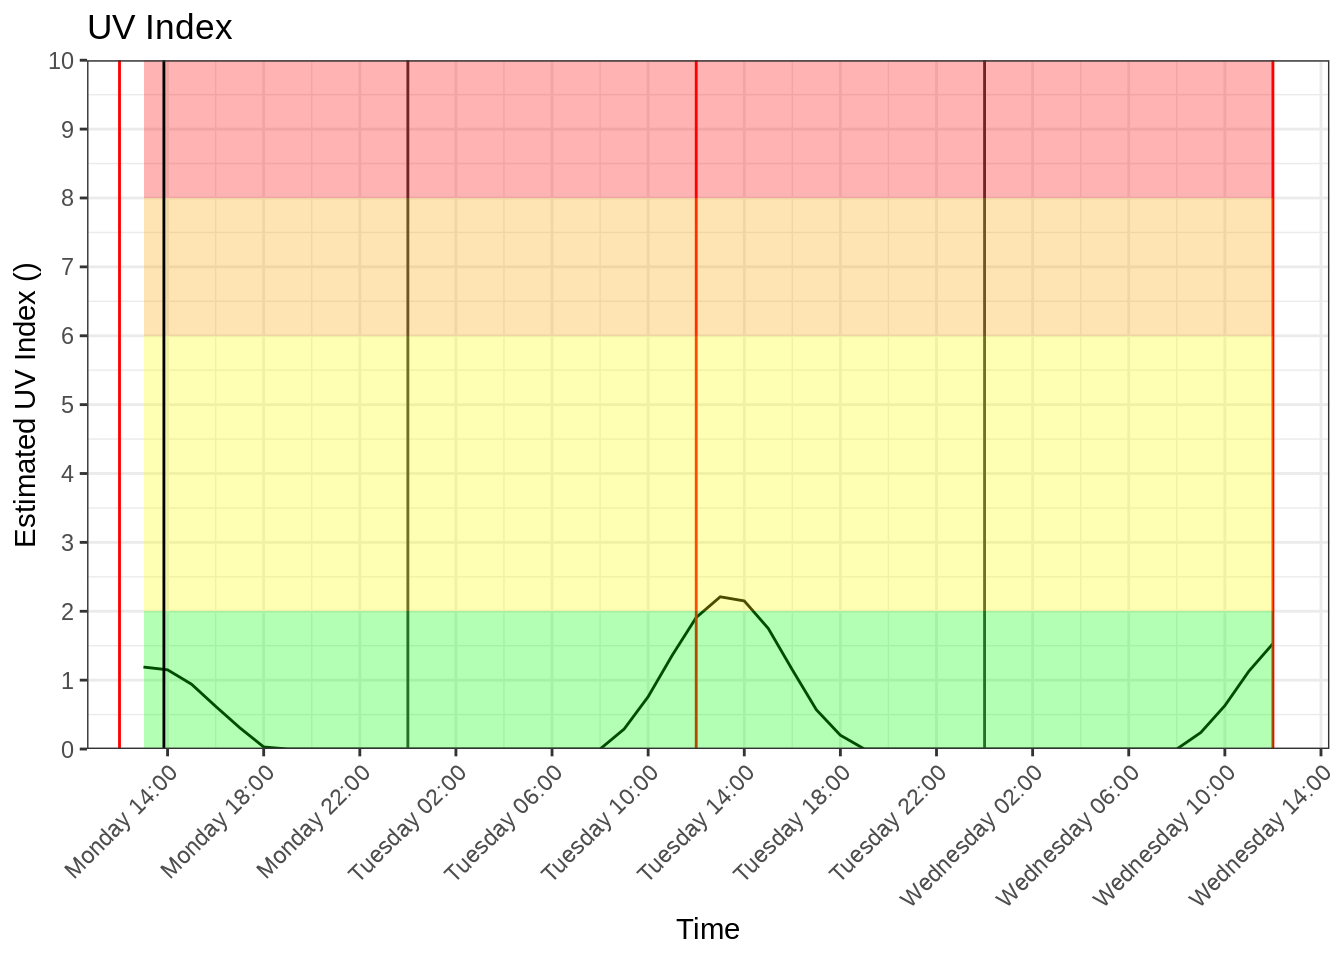 UV Index
Estimated UV Index ()
10
9
8
7
6
5
4
3
2
1
0
Monday 14:00
Monday 18:00
Monday 22:00
Tuesday 02:00
Tuesday 06:00
Tuesday 10:00
Tuesday 14:00
Tuesday 18:00
Tuesday 22:00
Wednesday 02:00
Wednesday 06:00
Wednesday 10:00
Wednesday 14:00
Time